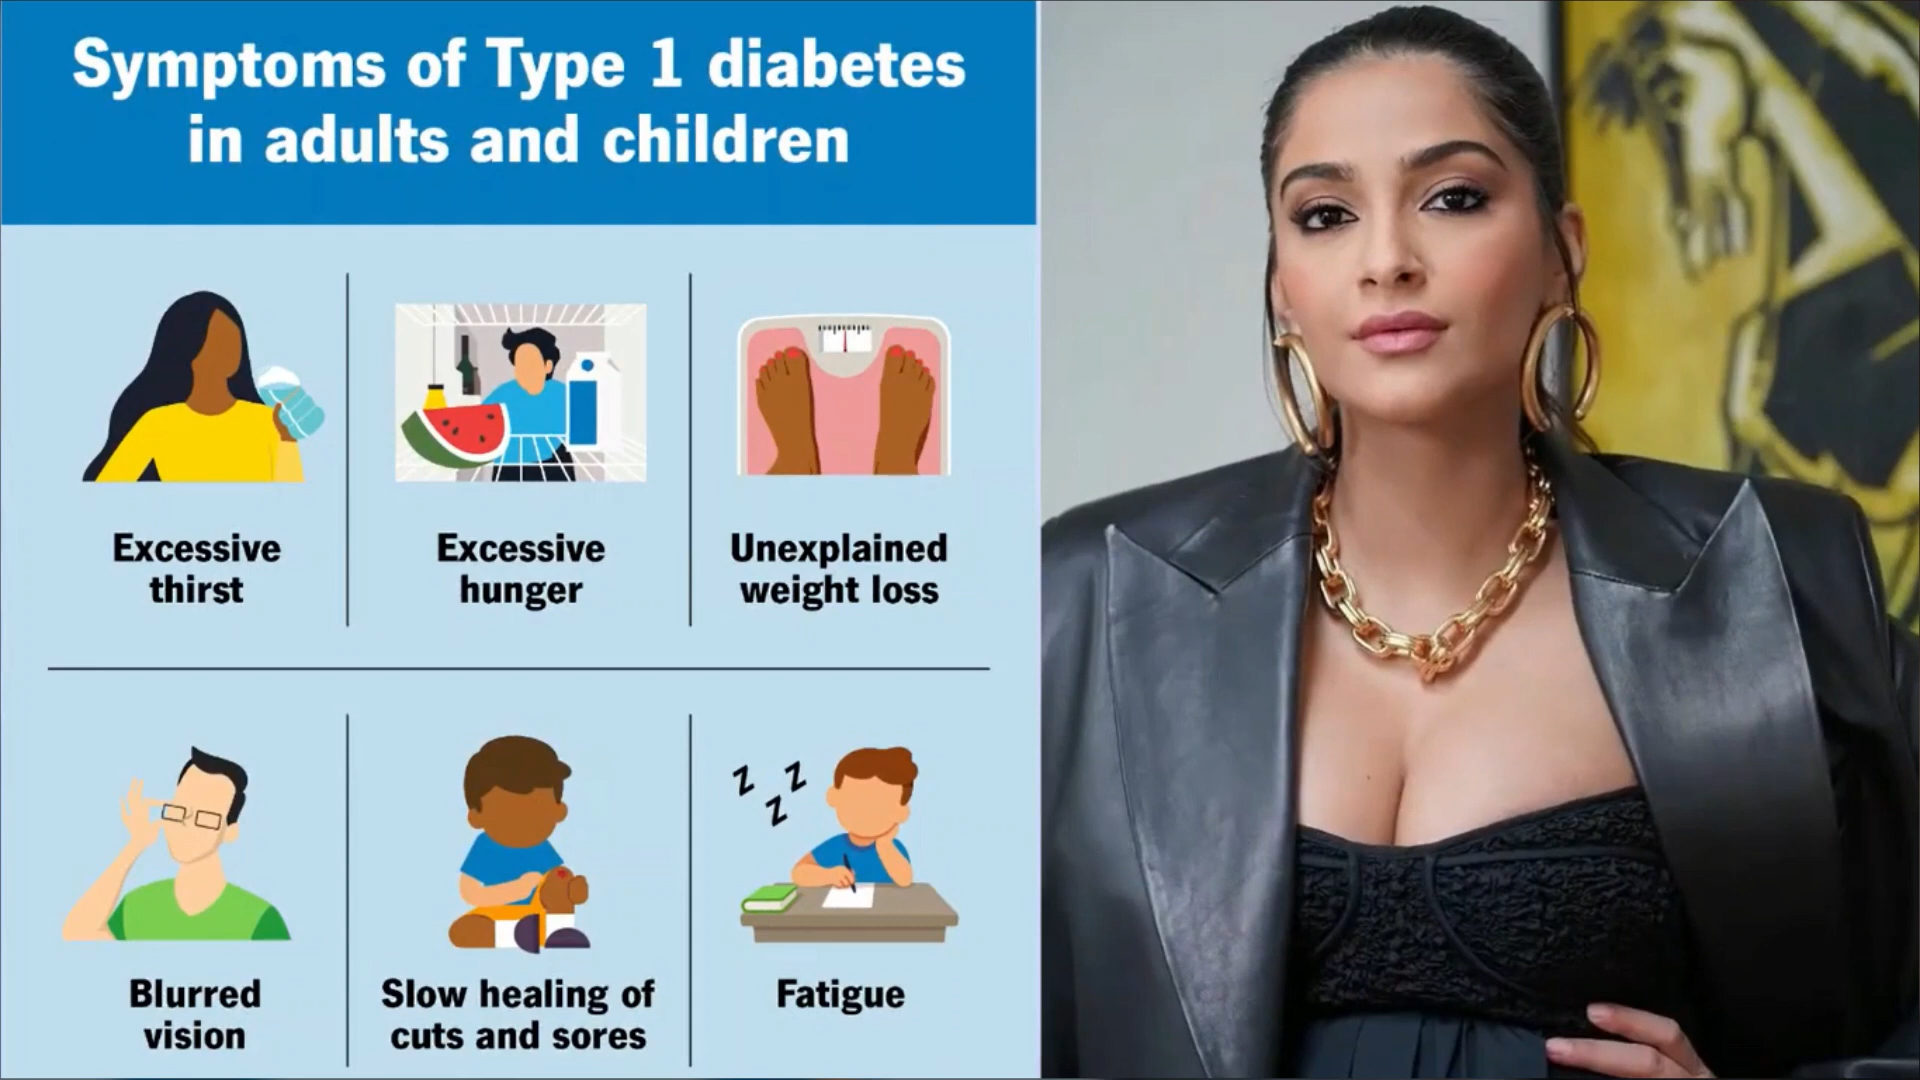 Symptoms of Type 1 diabetes
in adults and children
Excessive
thirst
Excessive
hunger
Unexplained
weight loss
Z Z
Z
Blurred
vision
Slow healing of
cuts and sores
Fatigue